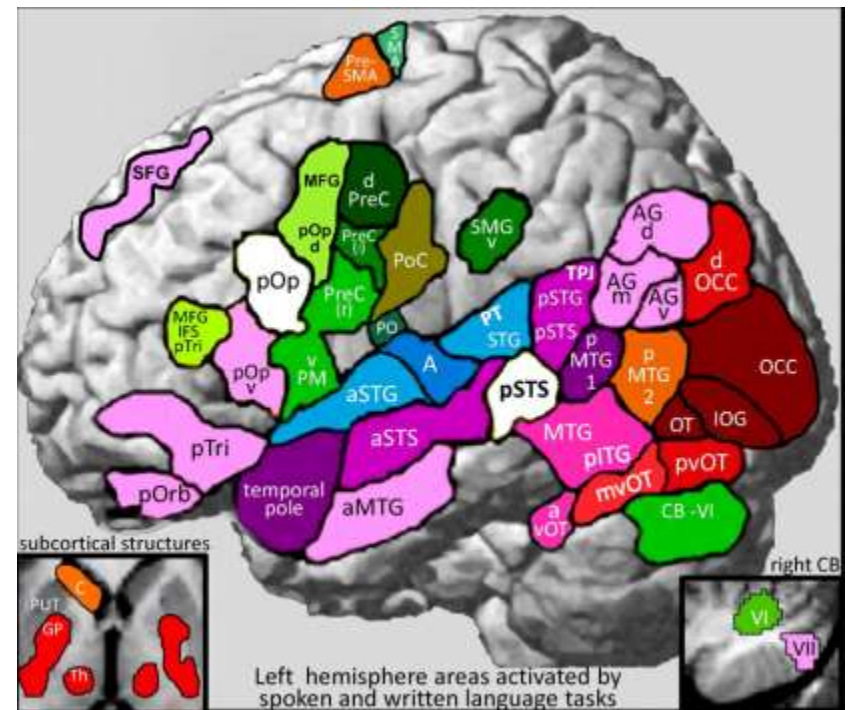 S
M
A
Pre-
SMA
SFG
MFG
pOp
d
d
PreC
PreC
PoC
SMG
v
AG
d
AG
m
AG
v
d
OCC
OCC
pOp
PreC
(t)
PO
PT
STG
TPJ
pSTG
pSTS
p
MTG
1
p
MTG
2
MFG
IFS
pTri
pOp
v
v
PM
A
aSTG
pSTS
aSTS
MTG
pITG
OT
IOG
pTri
pOrb
temporal
pole
aMTG
a
vOT
mvOT
pvOT
CB -VI
subcortical structures
C
PUT
GP
Th
right CB
VI
VII
Left hemisphere areas activated by
spoken and written language tasks